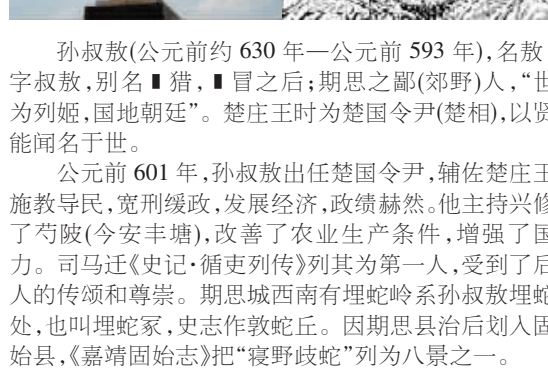 孙叔敖(公元前约 630 年—公元前 593 年),名敖,
字叔敖,别名▮猎,▮冒之后;期思之鄙(郊野)人,“世
为列姬,国地朝廷”。楚庄王时为楚国令尹(楚相),以贤
能闻名于世。
公元前 601 年,孙叔敖出任楚国令尹,辅佐楚庄王
施教导民,宽刑缓政,发展经济,政绩赫然。他主持兴修
了芍陂(今安丰塘),改善了农业生产条件,增强了国
力。司马迁《史记·循吏列传》列其为第一人,受到了后
人的传颂和尊崇。期思城西南有埋蛇岭系孙叔敖埋蛇
处,也叫埋蛇冢,史志作敦蛇丘。因期思县治后划入固
始县,《嘉靖固始志》把“寝野歧蛇”列为八景之一。